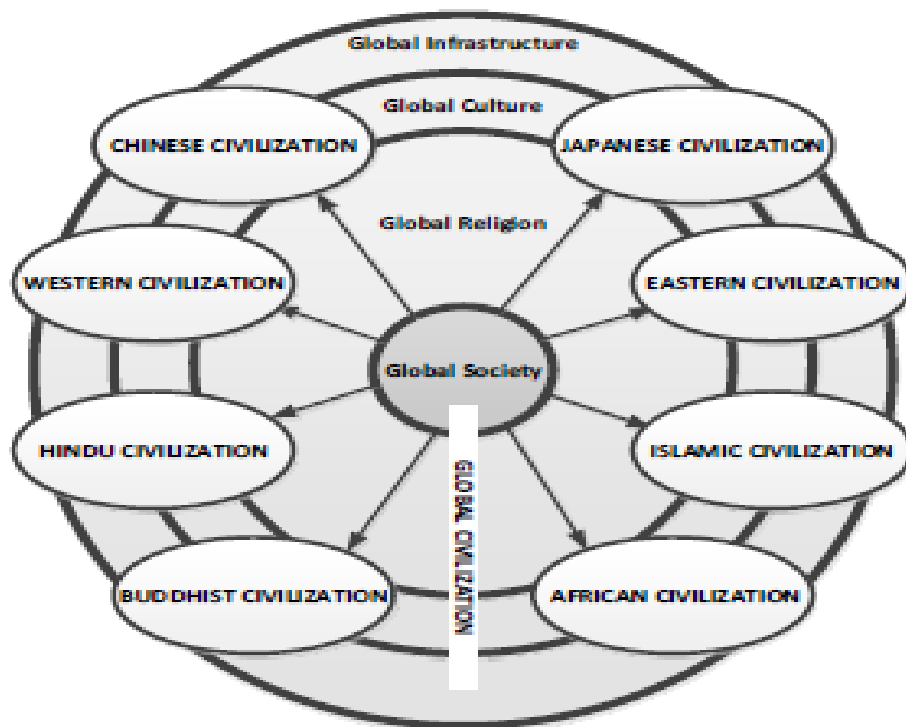 Global Infrastructure
Global Culture
CHINESE CIVILIZATION
JAPANESE CIVILIZATION
Global Religion
WESTERN CIVILIZATION
EASTERN CIVILIZATION
Global Society
HINDU CIVILIZATION
ISLAMIC CIVILIZATION
GLOBAL CIVILIZATION
BUDDHIST CIVILIZATION
AFRICAN CIVILIZATION